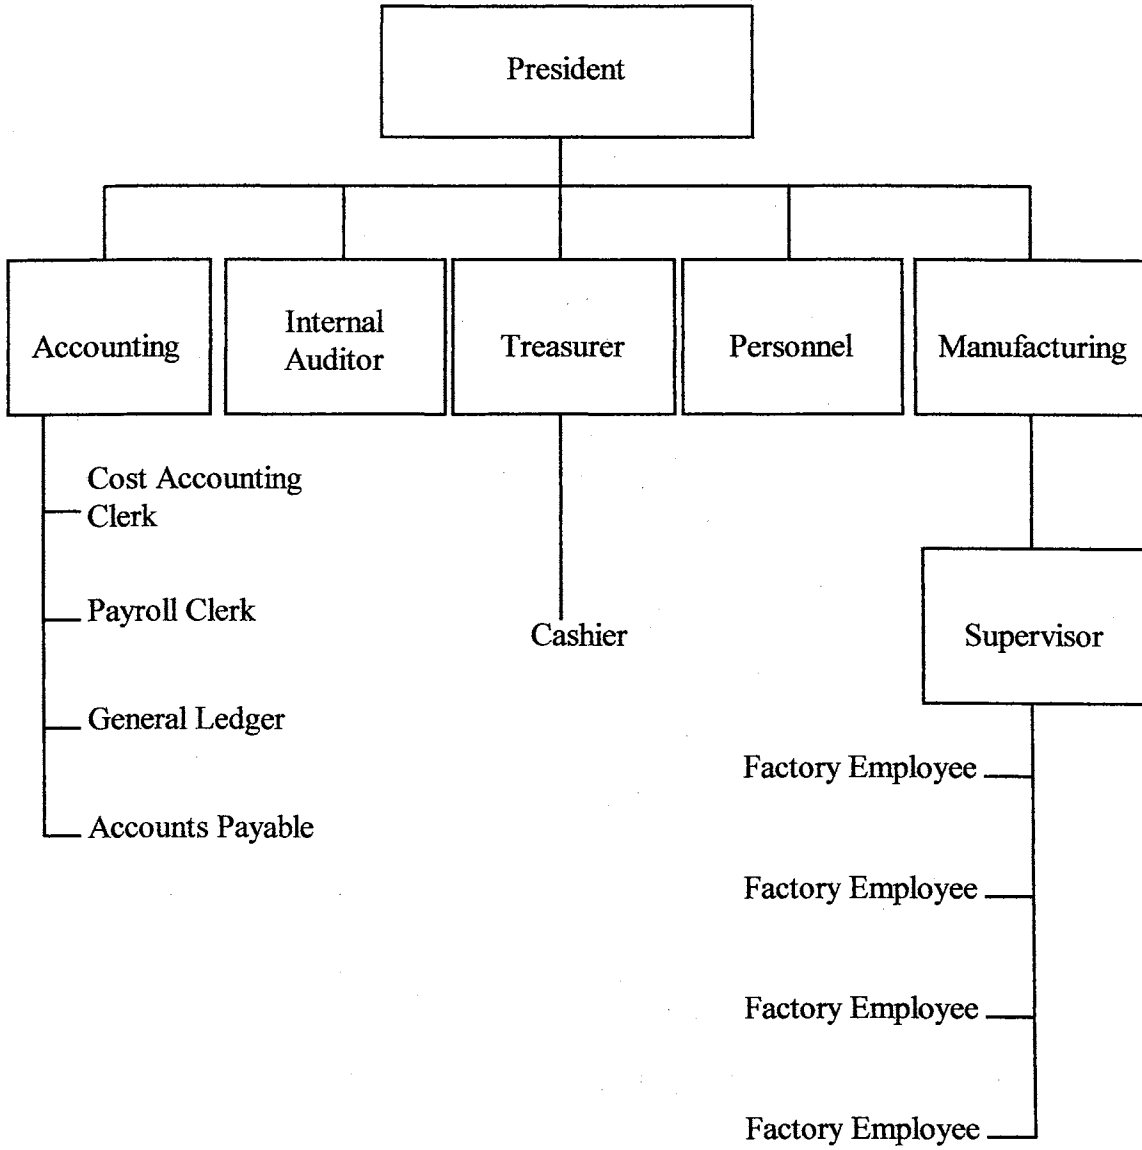 President
Accounting
Internal
Auditor
Treasurer
Personnel
Manufacturing
Cost Accounting
Clerk
Payroll Clerk
General Ledger
Accounts Payable
Cashier
Supervisor
Factory Employee
Factory Employee
Factory Employee
Factory Employee